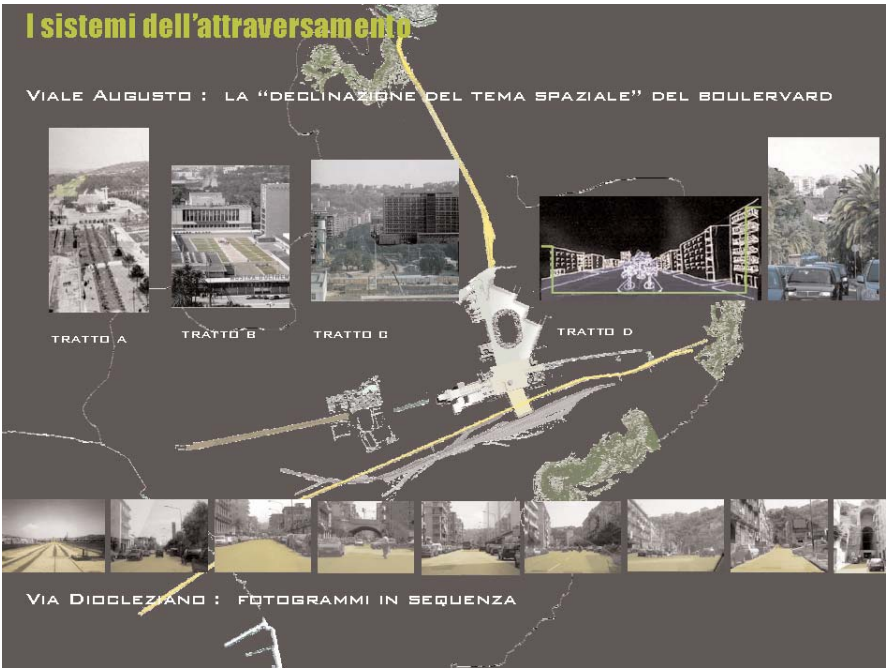 I sistemi dell'attraversamento
VIALE AUGUSTO : LA "DECLINAZIONE DEL TEMA SPAZIALE" DEL BOULERVARD
TRATTO A
TRATTO B
TRATTO C
TRATTO D
VIA DIOCLEZIANO : FOTOGRAMMI IN SEQUENZA